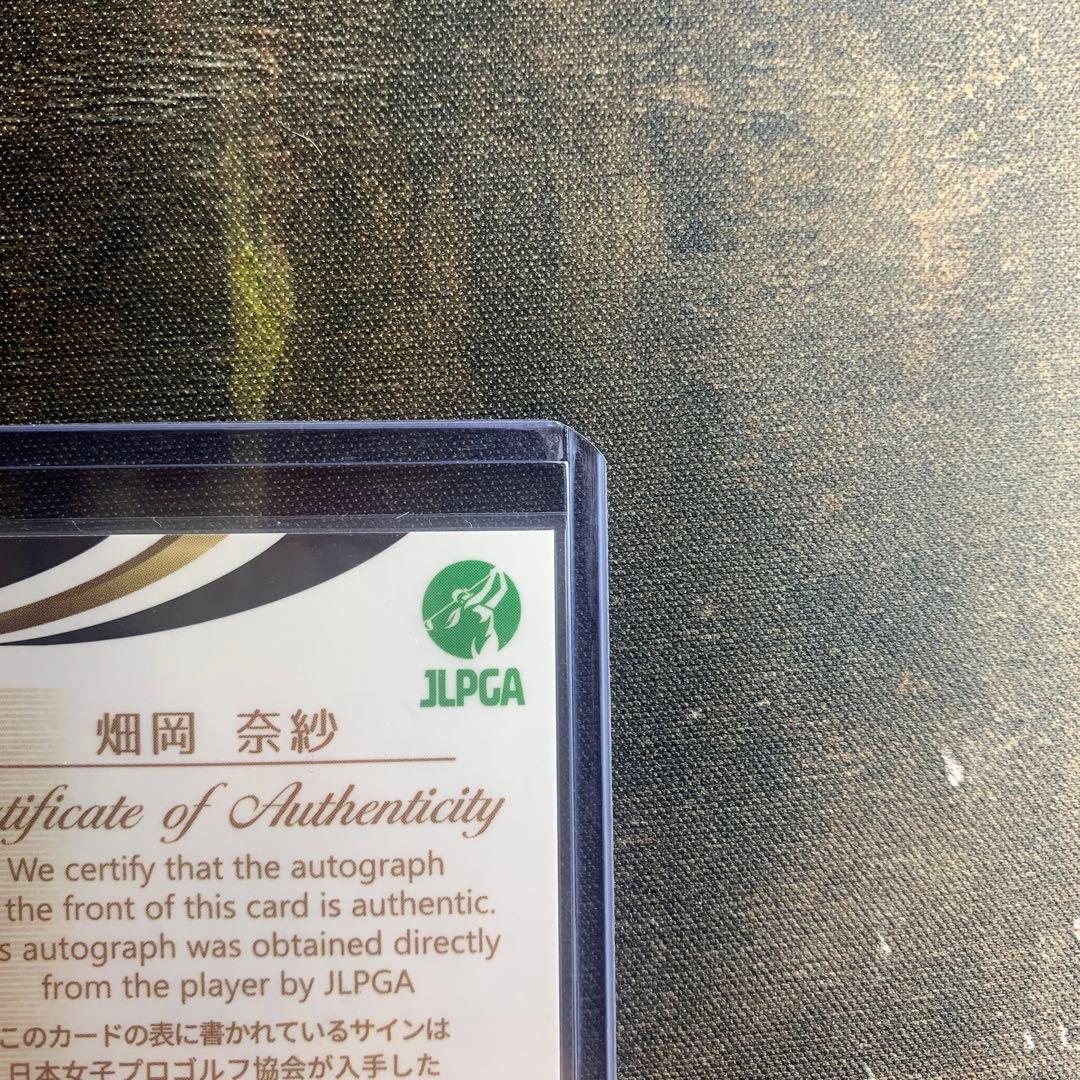 JLPGA
畑岡 奈紗
tificate of Authenticity
We certify that the autograph
the front of this card is authentic.
s autograph was obtained directly
from the player by JLPGA
このカードの表に書かれているサインは
日本女子プロゴルフ協会が入手した